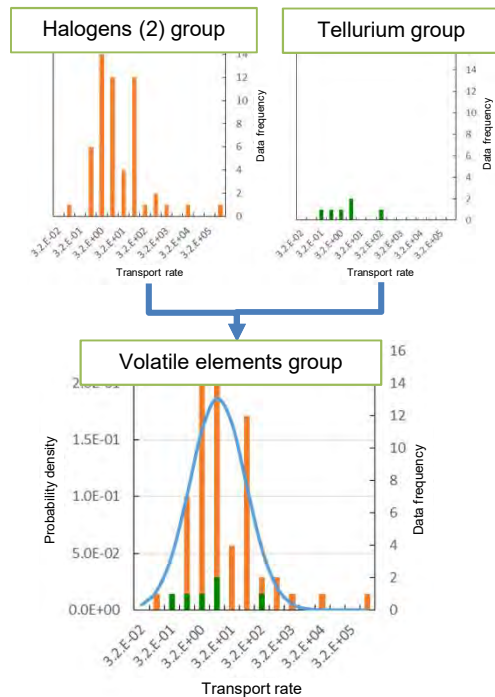 Halogens (2) group
Tellurium group
14
12
10
8
6
4
2
0
Data frequency
3.2.E-02
3.2.E-01
3.2.E+00
3.2.E+01
3.2.E+02
3.2.E+03
3.2.E+04
3.2.E+05
Transport rate
14
12
10
8
6
4
2
0
Data frequency
3.2.E-02
3.2.E-01
3.2.E+00
3.2.E+01
3.2.E+02
3.2.E+03
3.2.E+04
3.2.E+05
Transport rate
Volatile elements group
1.5E-01
1.0E-01
5.0E-02
0.0E+00
Probability density
16
14
12
10
8
6
4
2
0
Data frequency
3.2.E-02
3.2.E-01
3.2.E+00
3.2.E+01
3.2.E+02
3.2.E+03
3.2.E+04
3.2.E+05
Transport rate